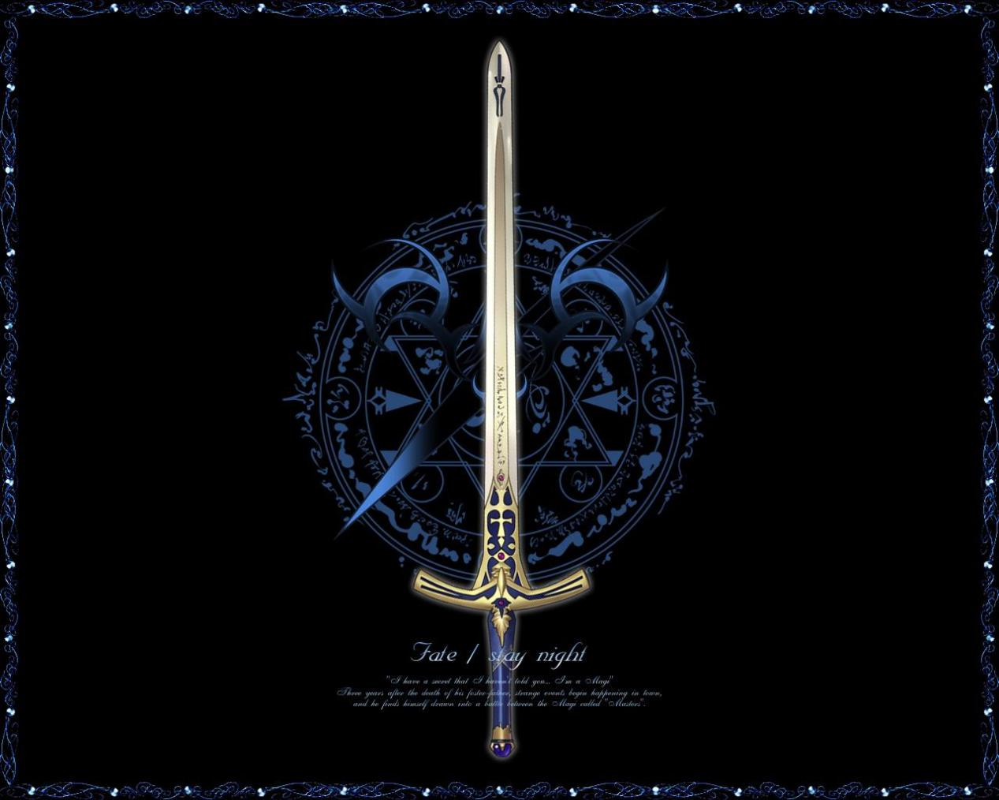 Fate / stay night
"I have a secret that I haven't told you... I'm a Magi"
Three years after the death of his foster-father, strange events begin happening in town,
and he finds himself drawn into a battle between the Magi called "Masters".